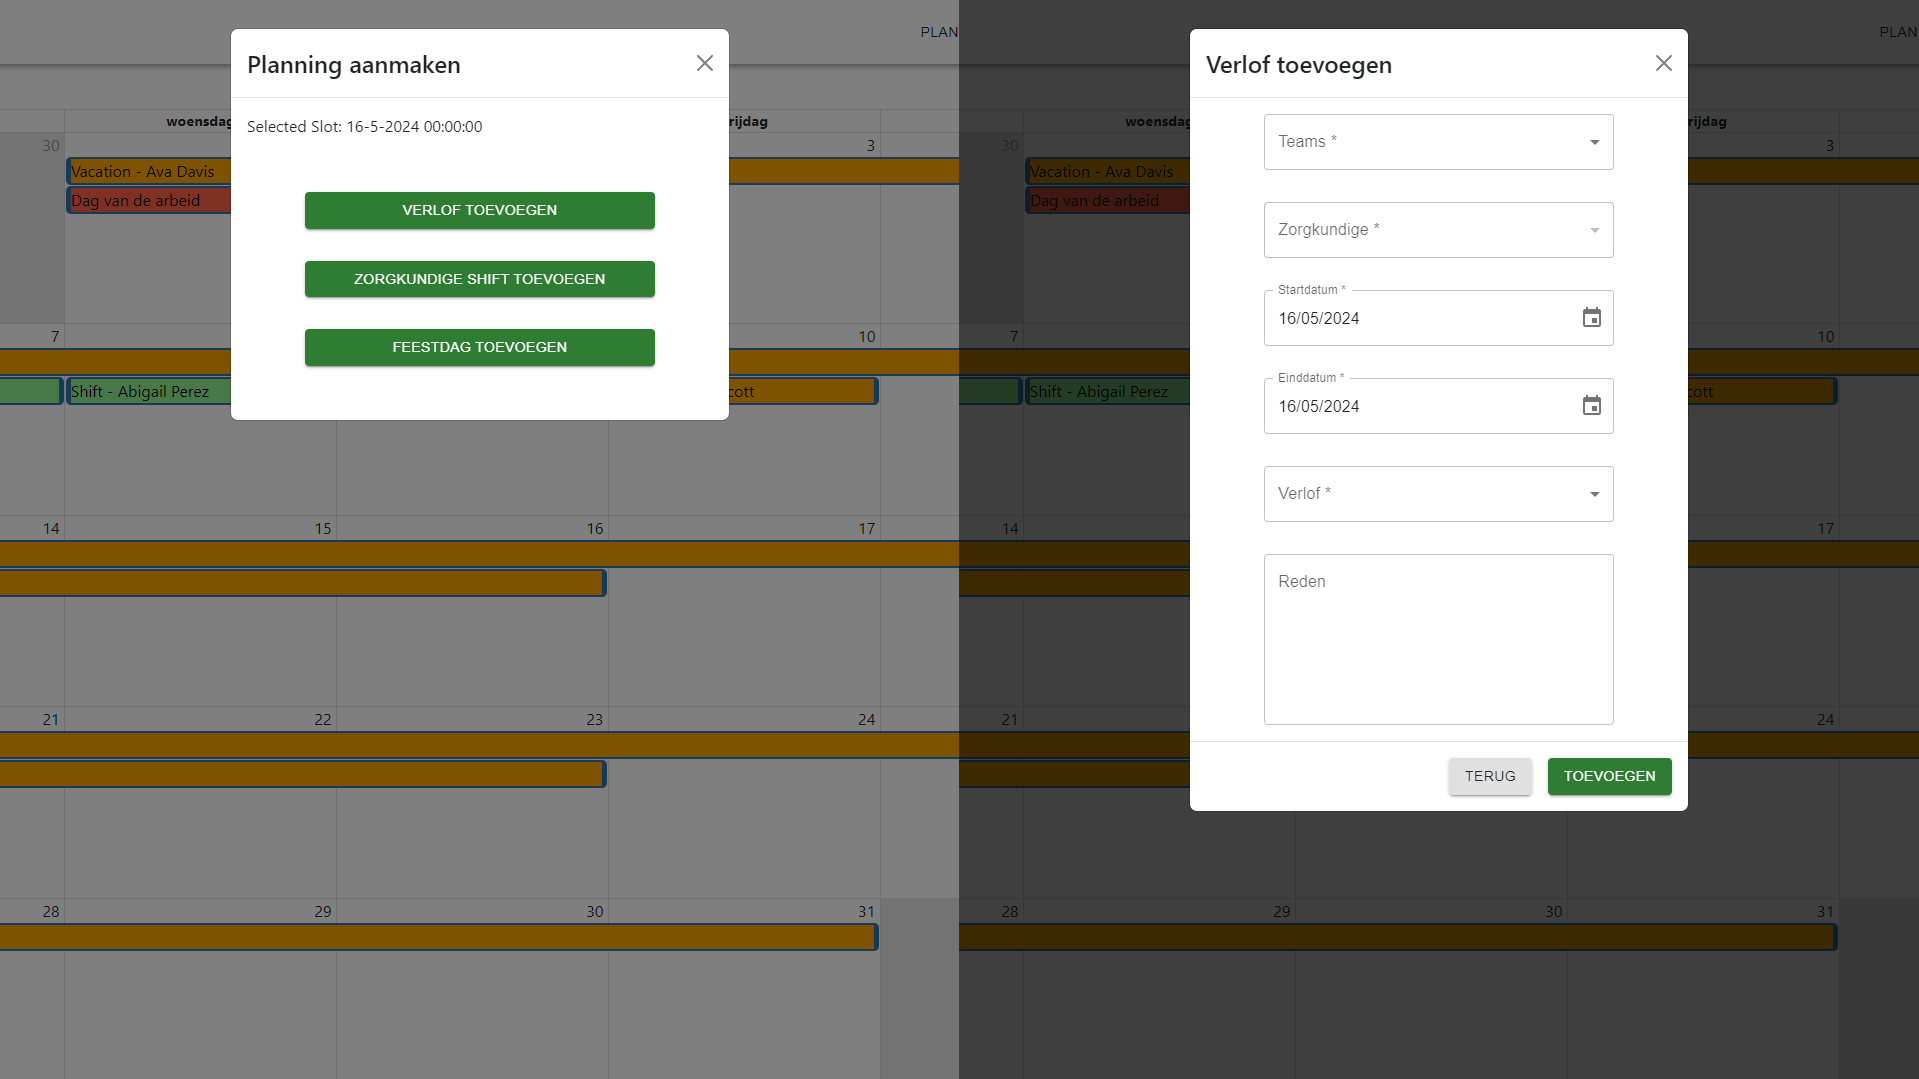 PLAN
Planning aanmaken
Selected Slot: 16-5-2024 00:00:00
VERLOF TOEVOEGEN
ZORGKUNDIGE SHIFT TOEVOEGEN
FEESTDAG TOEVOEGEN
woensdag
rijdag
30
3
Vacation - Ava Davis
Dag van de arbeid
7
10
Shift - Abigail Perez
cott
14
15
16
17
21
22
23
24
28
29
30
31
PLAN
Verlof toevoegen
Teams *
Zorgkundige *
Startdatum *
16/05/2024
Einddatum *
16/05/2024
Verlof *
Reden
TERUG
TOEVOEGEN
woensdag
rijdag
30
3
Vacation - Ava Davis
Dag van de arbeid
7
10
Shift - Abigail Perez
cott
14
17
21
24
28
29
30
31